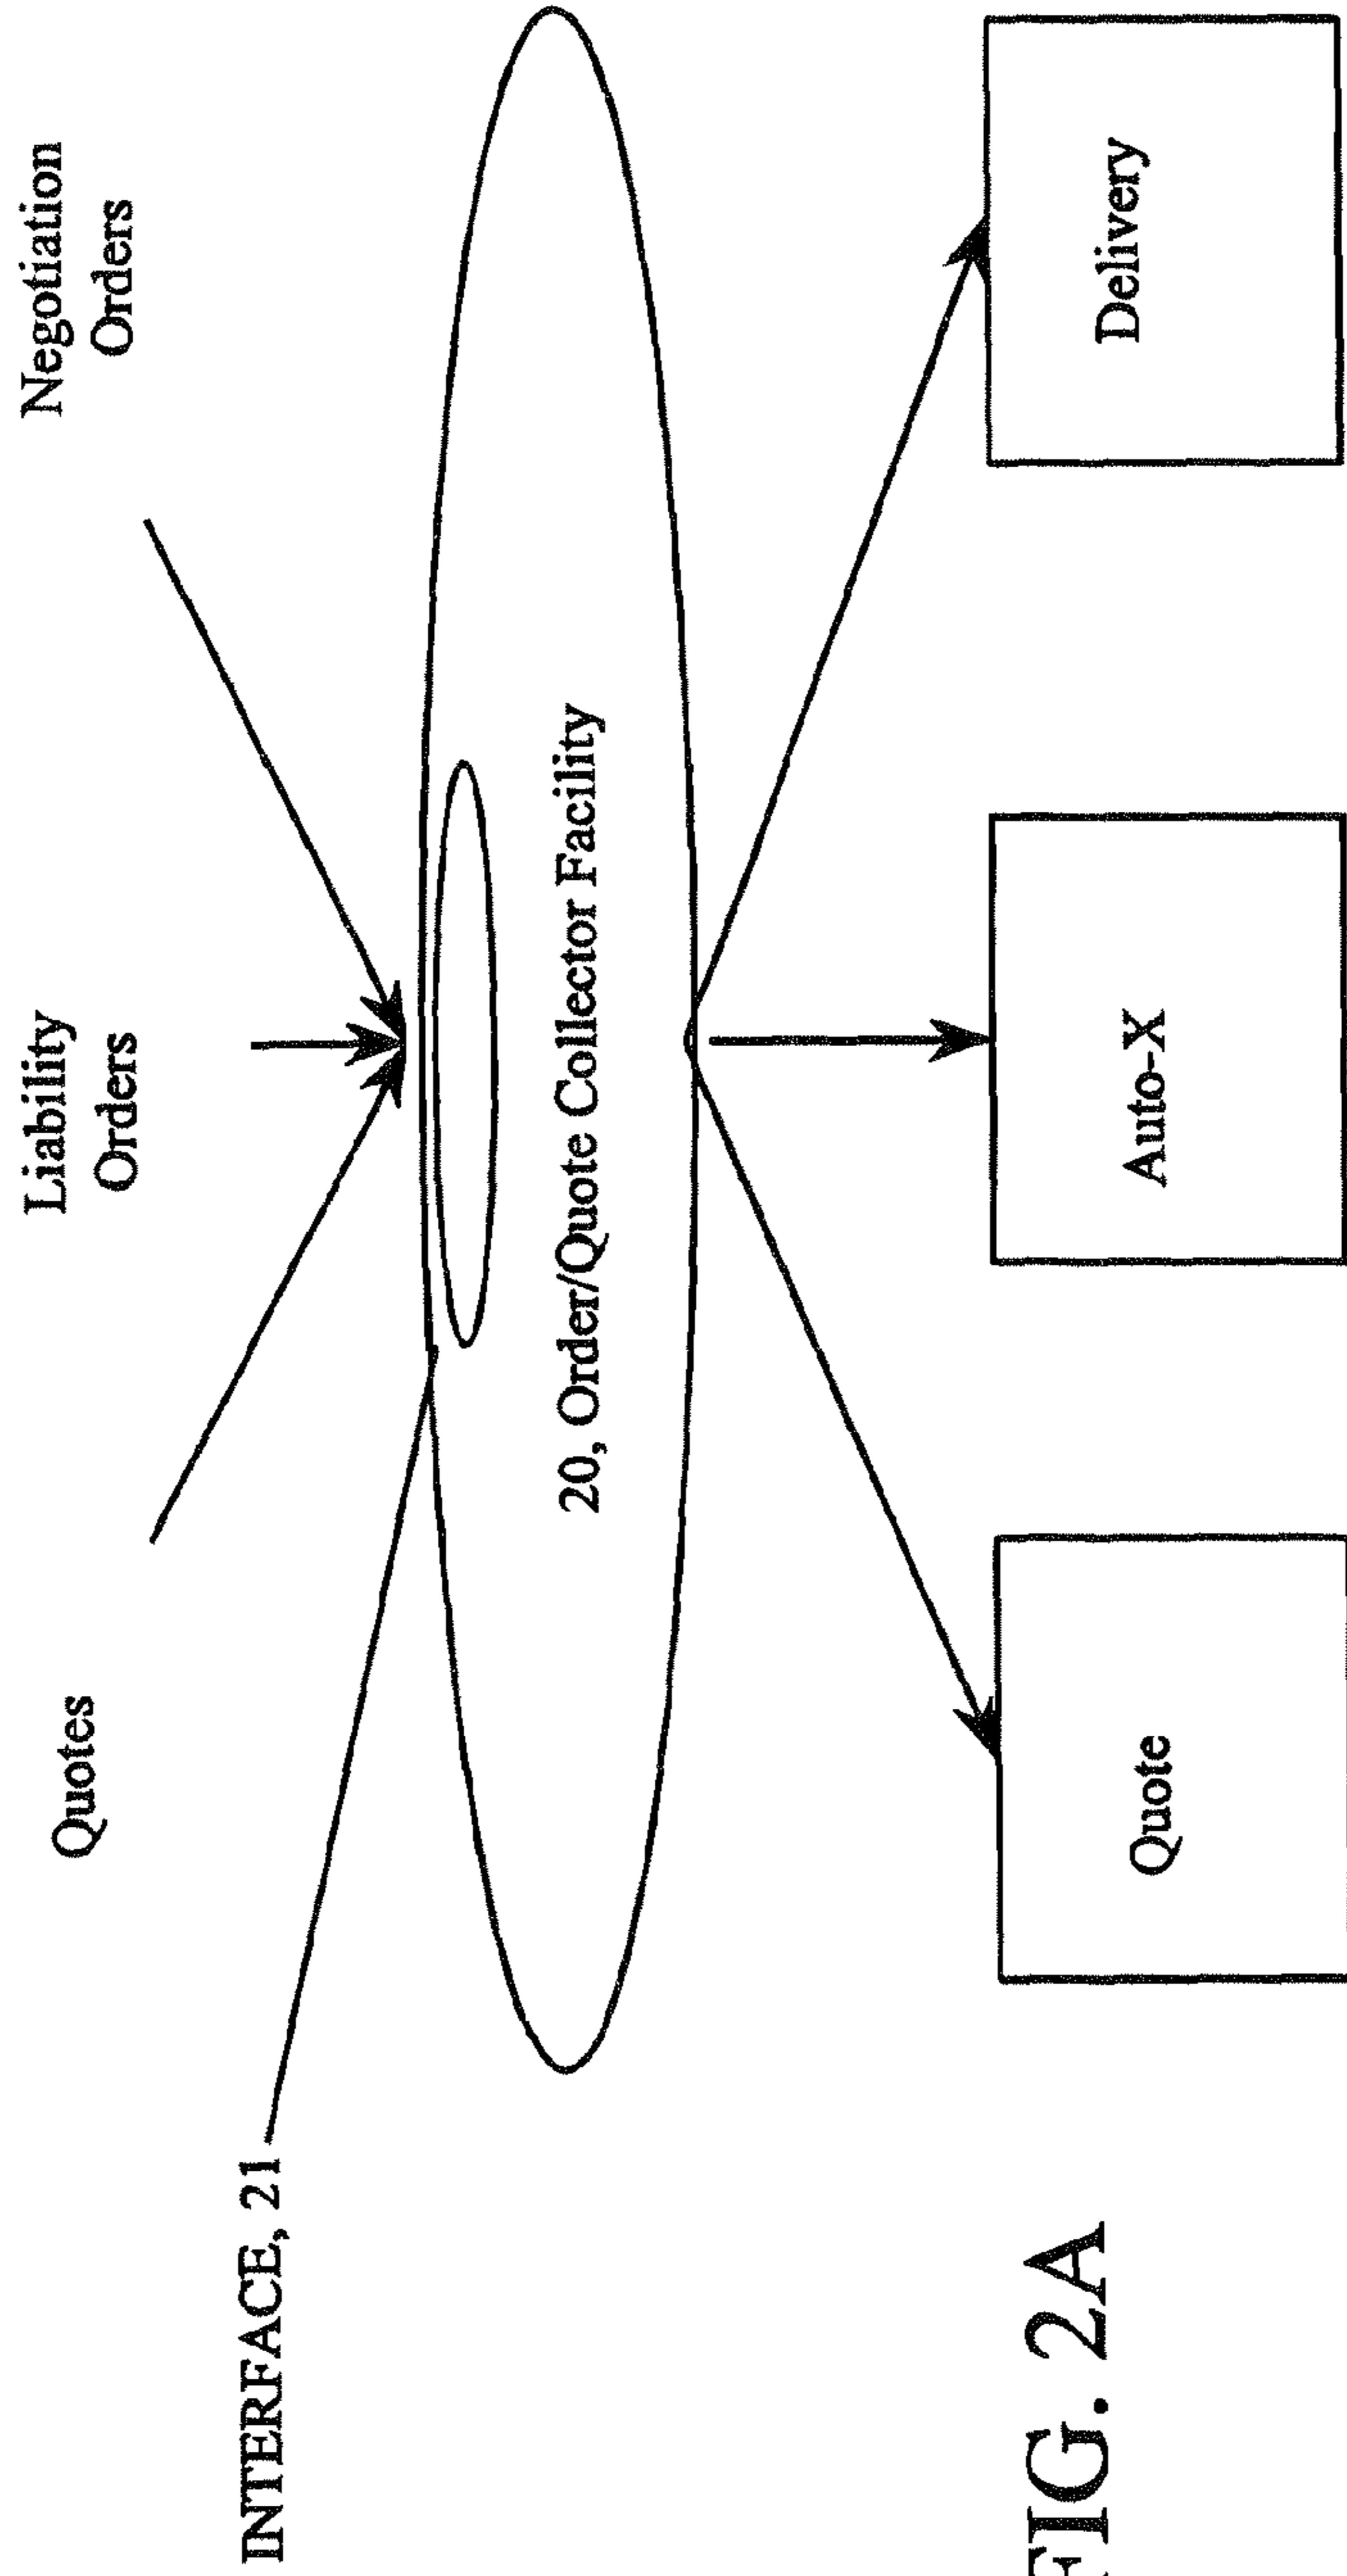 Quotes
Liability
Orders
Negotiation
Orders
INTERFACE, 21
20, Order/Quote Collector Facility
Quote
Auto-X
Delivery
FIG. 2A